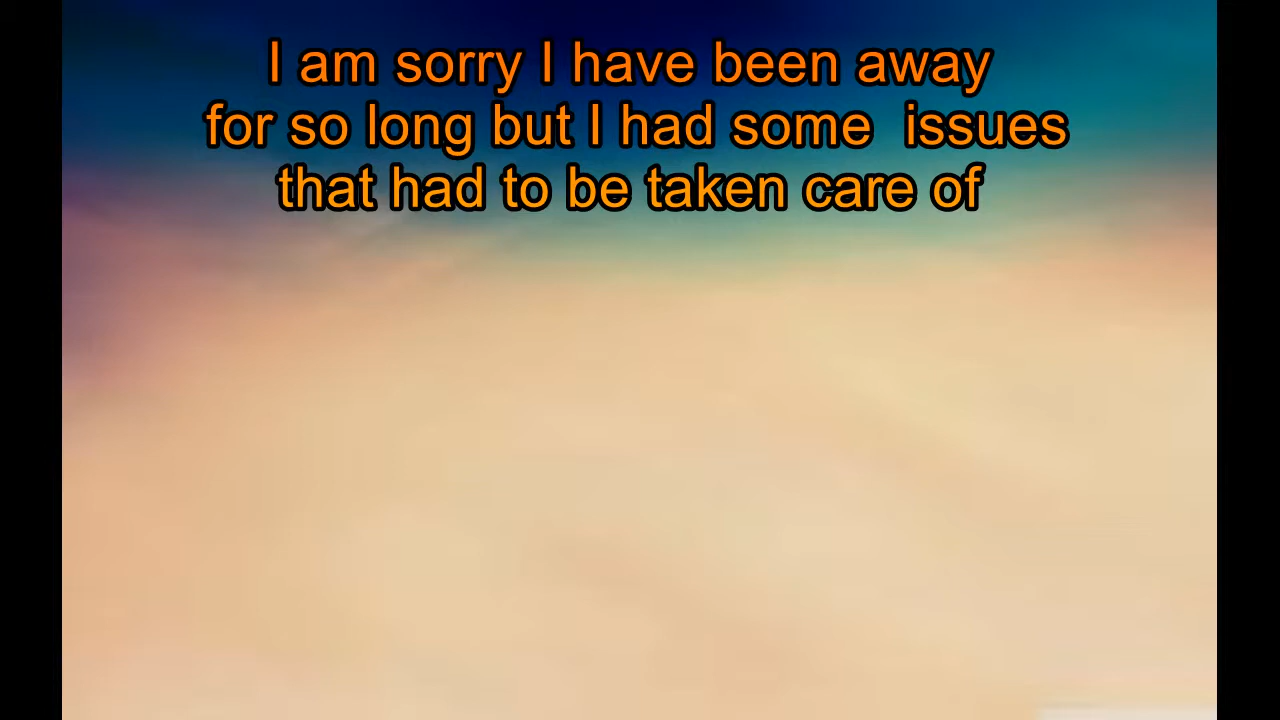 I am sorry I have been away
for so long but I had some  issues
that had to be taken care of